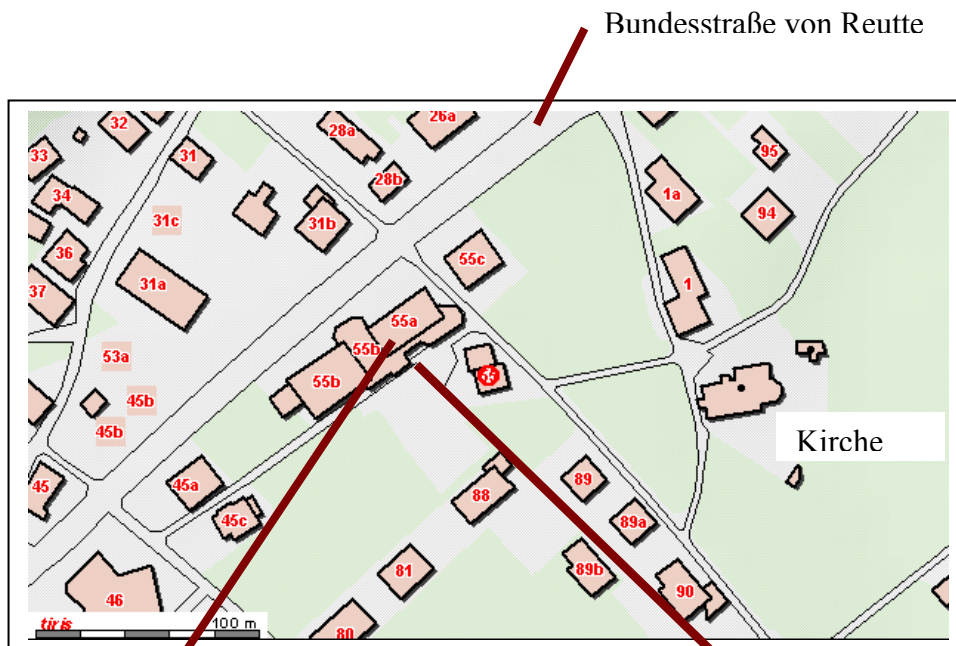 Bundesstraße von Reutte
32
28a
26a
33
31
95
34
28b
1a
31c
31b
94
36
55c
37
31a
1
55a
53a
55b
55b
55
45b
45b
Kirche
45
45a
88
89
45c
89a
81
89b
90
46
80
tiris
100 m